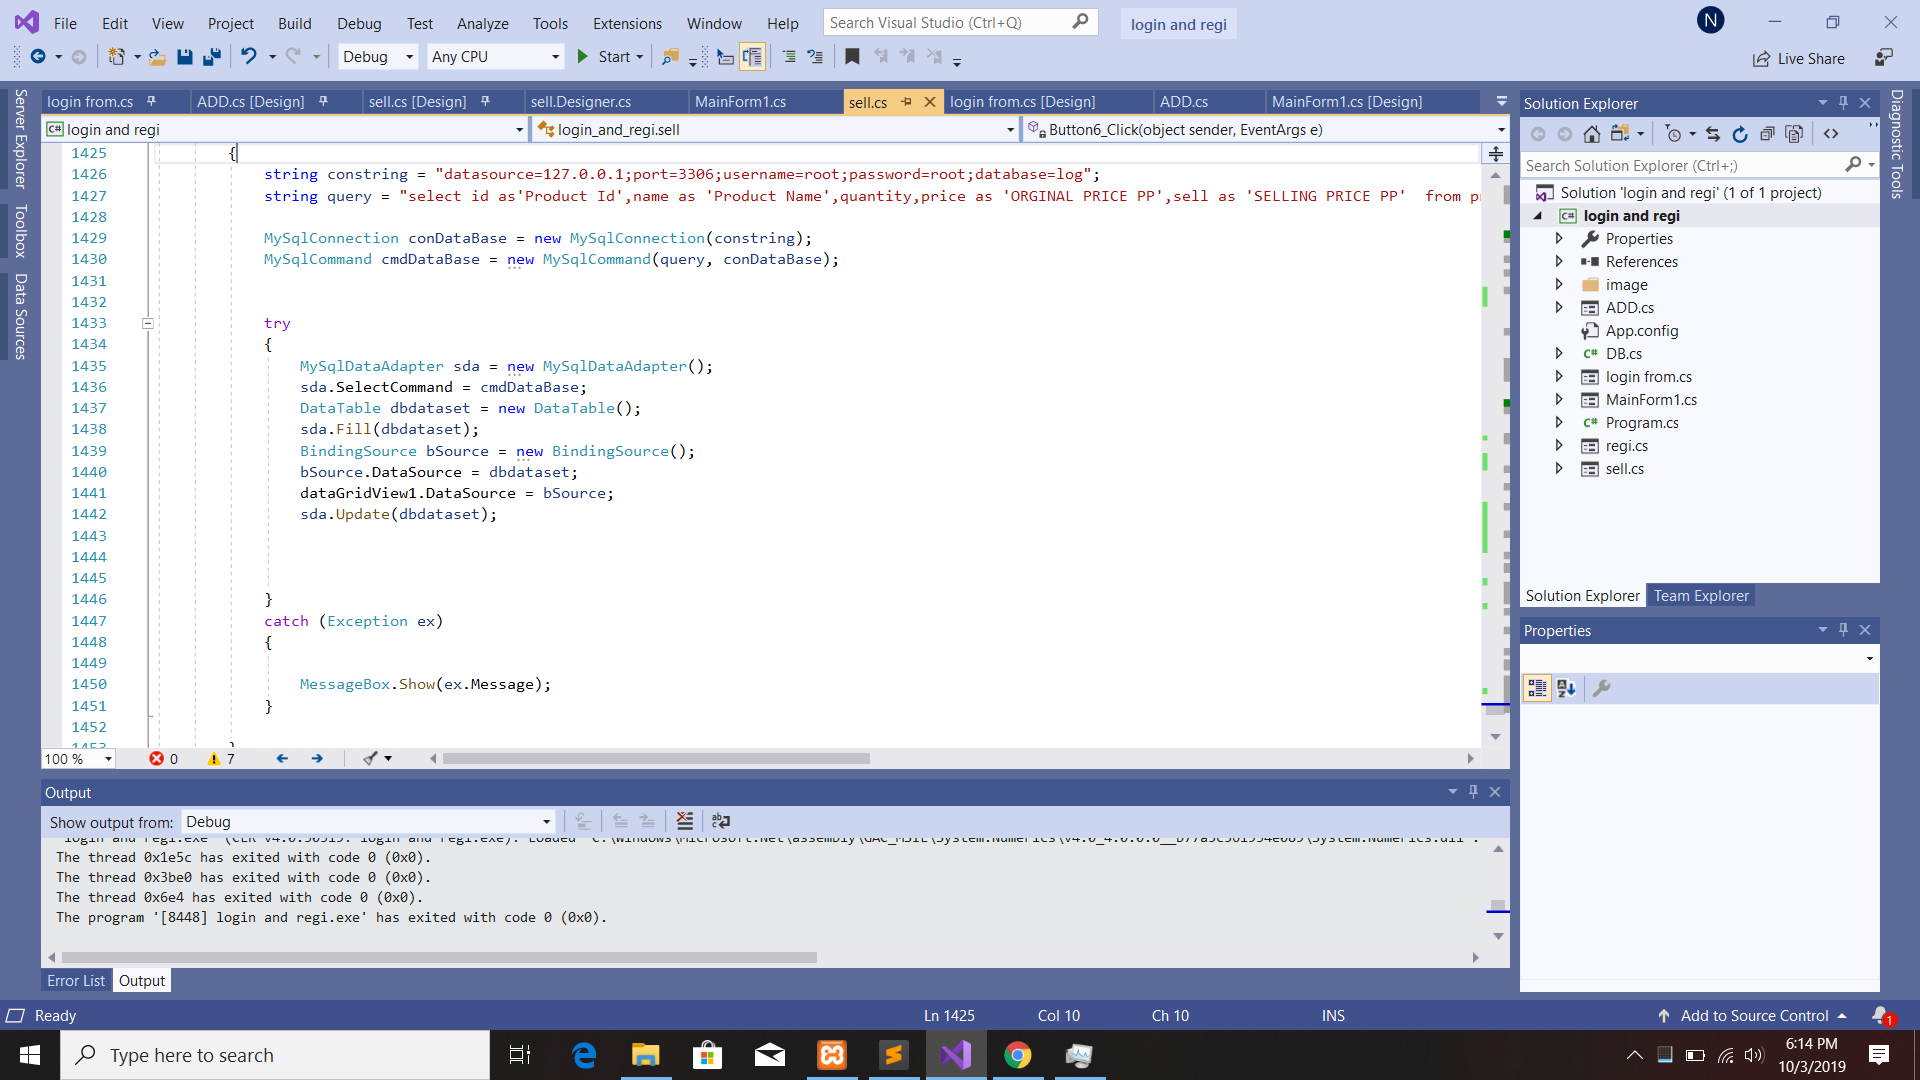 File Edit View Project Build Debug Test Analyze Tools Extensions Window Help Search Visual Studio (Ctrl+Q) login and regi N
Debug Any CPU Start Live Share
Server Explorer
Toolbox
Data Sources
login from.cs ADD.cs [Design] sell.cs [Design] sell.Designer.cs MainForm1.cs sell.cs login from.cs [Design] ADD.cs MainForm1.cs [Design]
C# login and regi login_and_regi.sell Button6_Click(object sender, EventArgs e)
1425 {
1426 string constring = "datasource=127.0.0.1;port=3306;username=root;password=root;database=log";
1427 string query = "select id as'Product Id',name as 'Product Name',quantity,price as 'ORGINAL PRICE PP',sell as 'SELLING PRICE PP'  from
1428
1429 MySqlConnection conDataBase = new MySqlConnection(constring);
1430 MySqlCommand cmdDataBase = new MySqlCommand(query, conDataBase);
1431
1432
1433 try
1434 {
1435 MySqlDataAdapter sda = new MySqlDataAdapter();
1436 sda.SelectCommand = cmdDataBase;
1437 DataTable dbdataset = new DataTable();
1438 sda.Fill(dbdataset);
1439 BindingSource bSource = new BindingSource();
1440 bSource.DataSource = dbdataset;
1441 dataGridView1.DataSource = bSource;
1442 sda.Update(dbdataset);
1443
1444
1445
1446 }
1447 catch (Exception ex)
1448 {
1449
1450 MessageBox.Show(ex.Message);
1451 }
1452
100 % 0 7
Output
Show output from: Debug
The thread 0x1e5c has exited with code 0 (0x0).
The thread 0x3be0 has exited with code 0 (0x0).
The thread 0x6e4 has exited with code 0 (0x0).
The program '[8448] login and regi.exe' has exited with code 0 (0x0).
Error List Output
Solution Explorer
Search Solution Explorer (Ctrl+;)
Solution 'login and regi' (1 of 1 project)
C# login and regi
Properties
References
image
ADD.cs
App.config
C# DB.cs
login from.cs
MainForm1.cs
C# Program.cs
regi.cs
sell.cs
Solution Explorer Team Explorer
Properties
Diagnostic Tools
Ready Ln 1425 Col 10 Ch 10 INS Add to Source Control 1
Type here to search 6:14 PM
10/3/2019